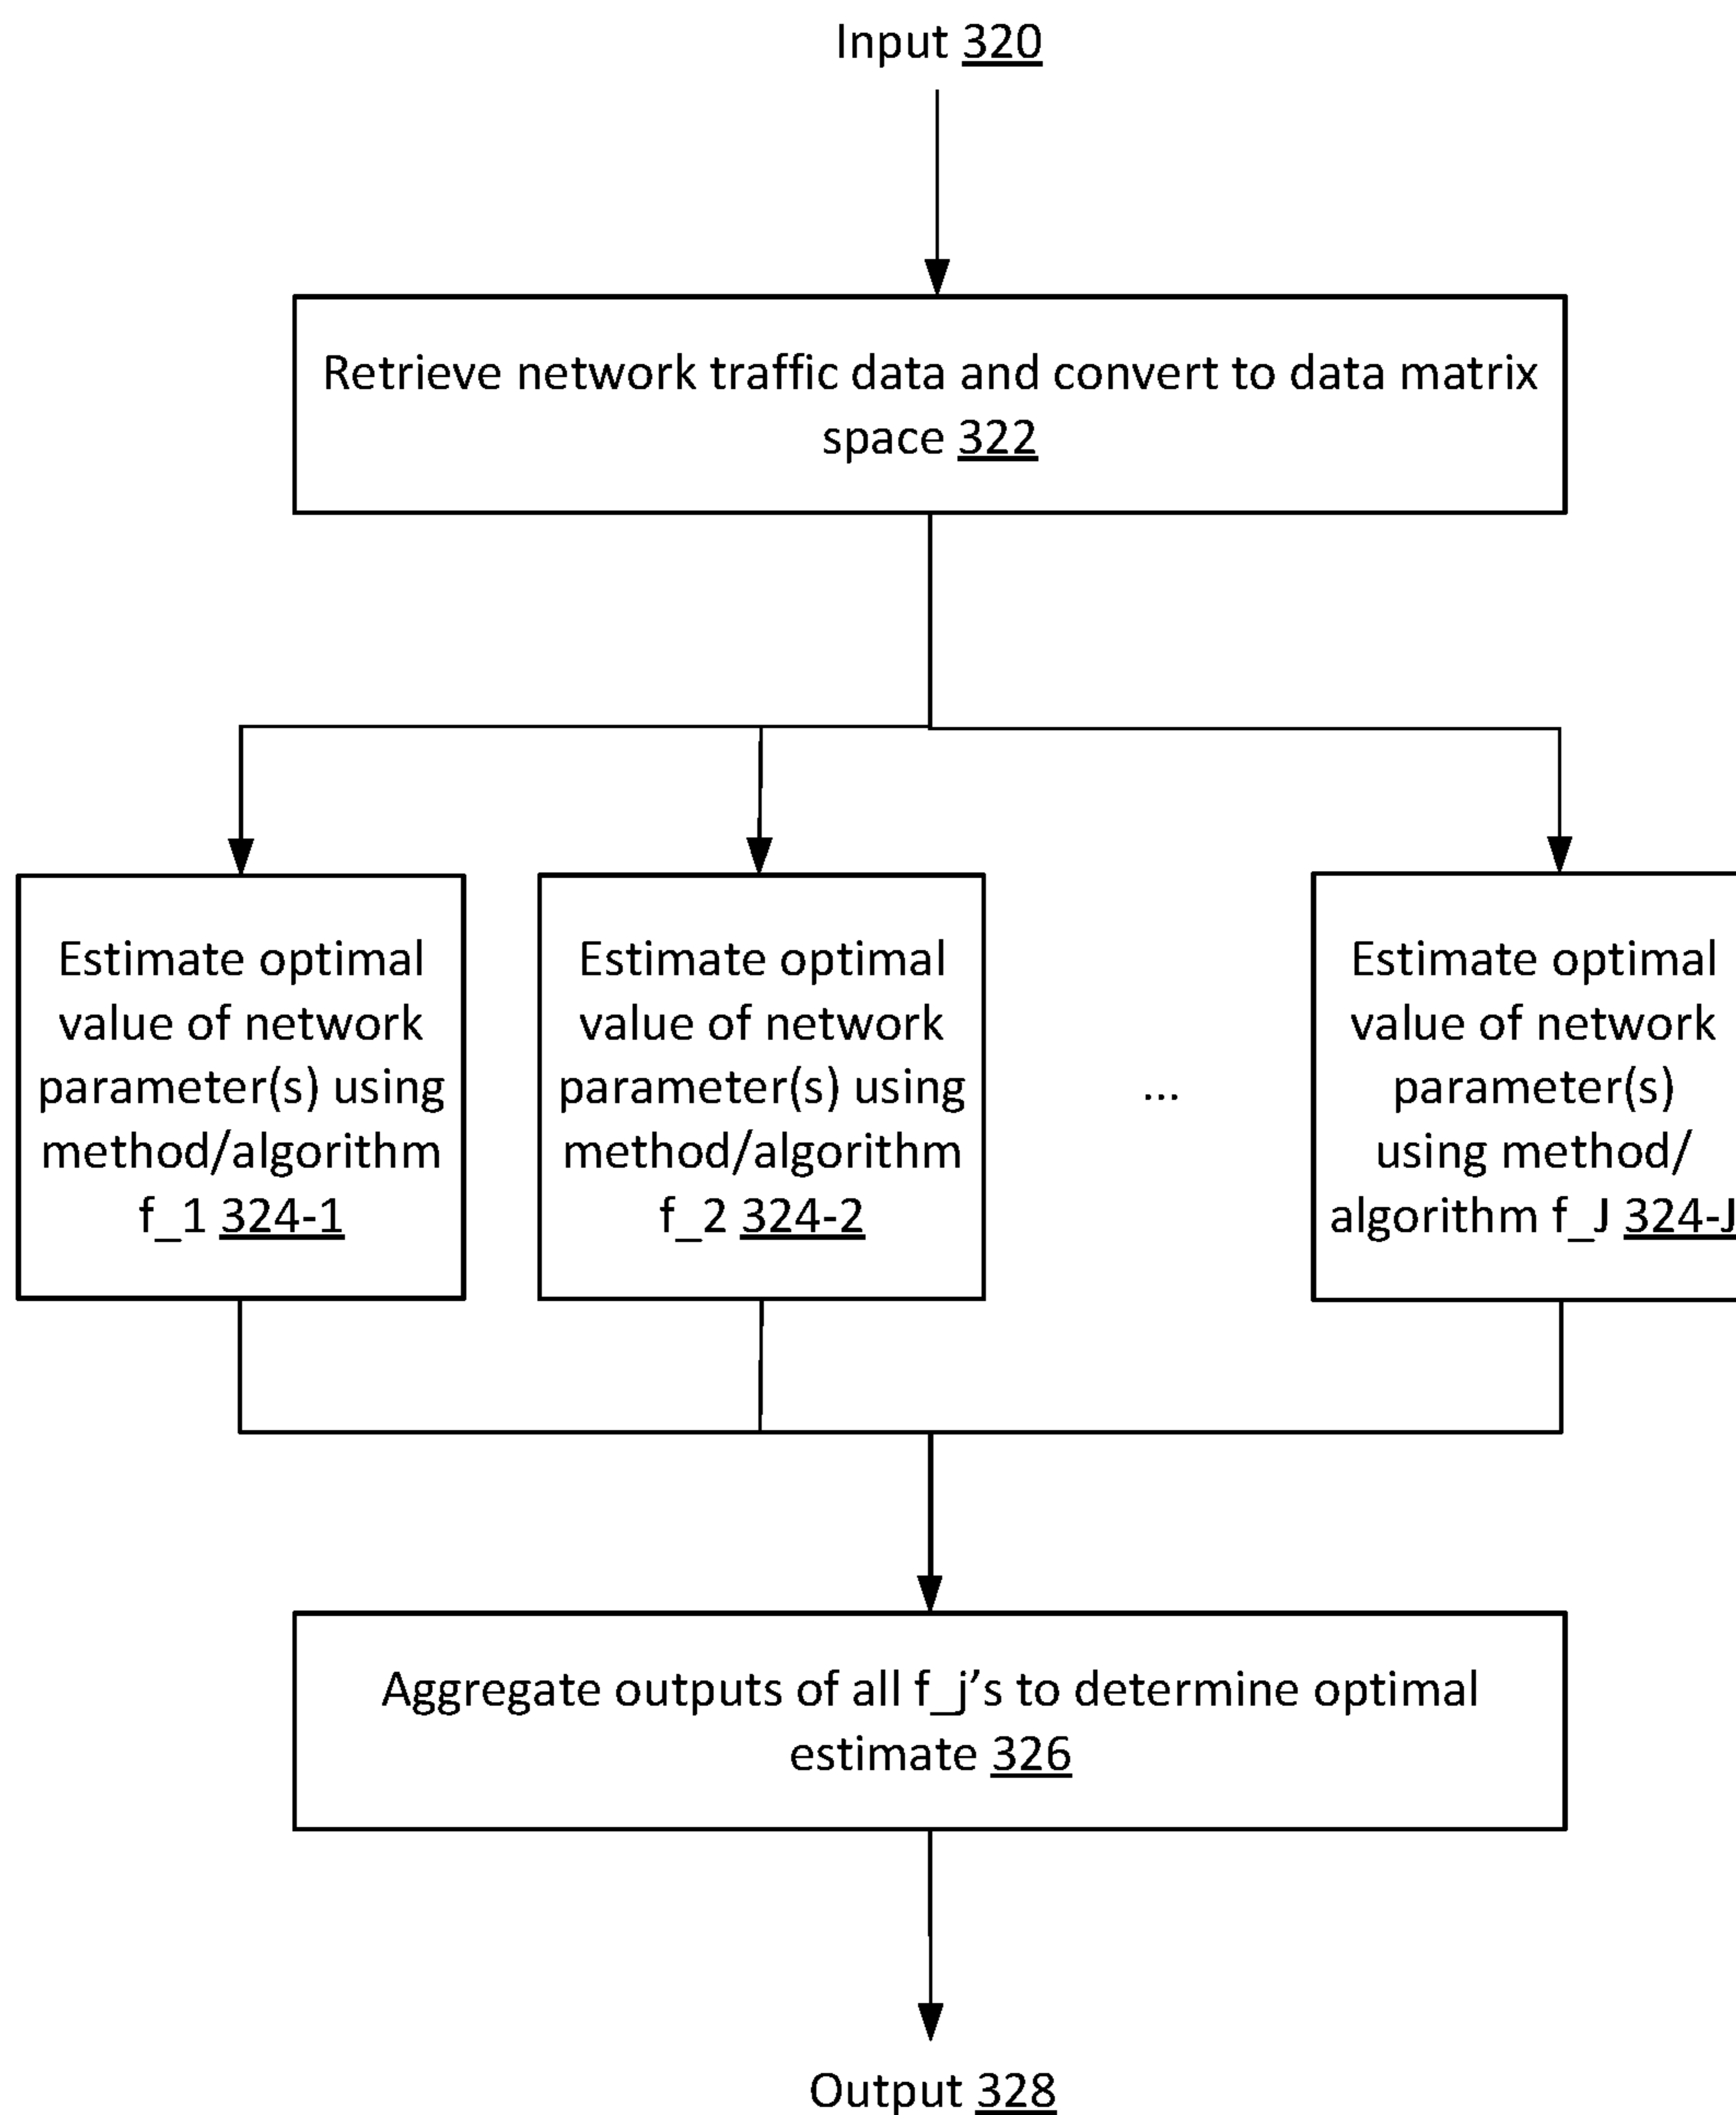 Input 320
Retrieve network traffic data and convert to data matrix
space 322
Estimate optimal
value of network
parameter(s) using
method/algorithm
f_1 324-1
Estimate optimal
value of network
parameter(s) using
method/algorithm
f_2 324-2
...
Estimate optimal
value of network
parameter(s)
using method/
algorithm f_J 324-J
Aggregate outputs of all f_j’s to determine optimal
estimate 326
Output 328